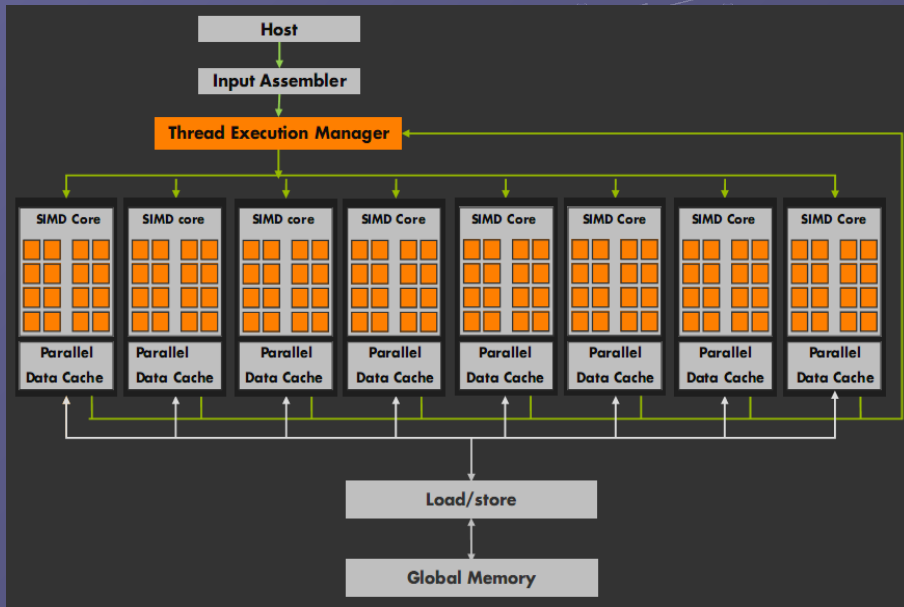 Host
Input Assembler
Thread Execution Manager
SIMD Core
SIMD core
SIMD core
SIMD Core
SIMD Core
SIMD Core
SIMD Core
SIMD Core
Parallel
Data Cache
Parallel
Data Cache
Parallel
Data Cache
Parallel
Data Cache
Parallel
Data Cache
Parallel
Data Cache
Parallel
Data Cache
Parallel
Data Cache
Load/store
Global Memory